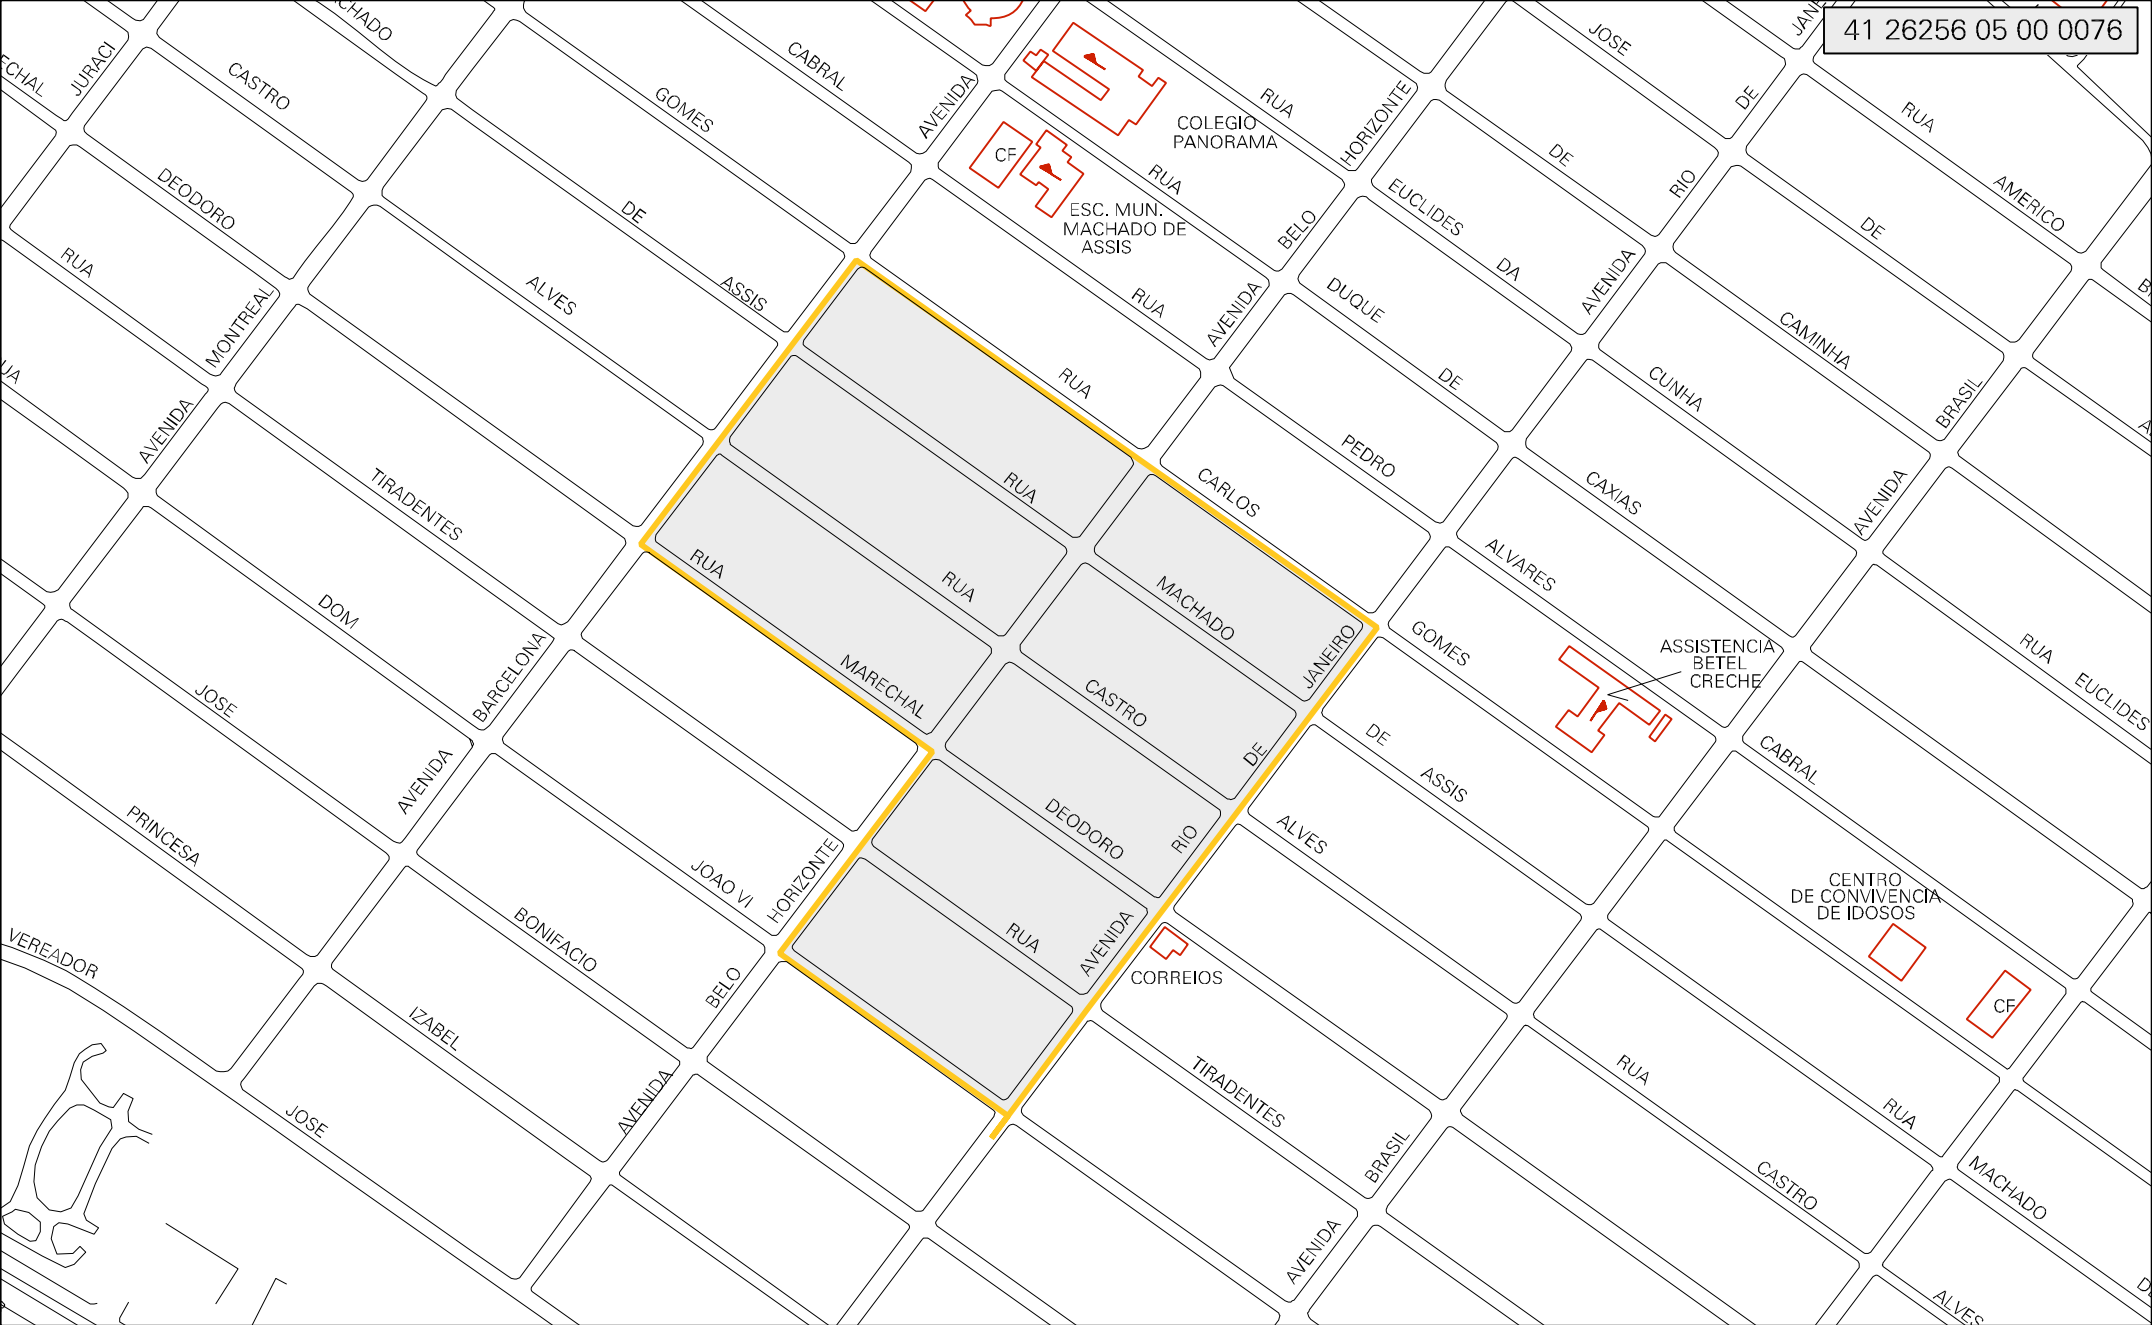 41 26256 05 00 0076
JOSE
JURACI
CASTRO
MACHADO
CABRAL
GOMES
AVENIDA
RUA
HORIZONTE
COLEGIO
PANORAMA
CF
RUA
ESC. MUN.
MACHADO DE
ASSIS
DE
RUA
DE
RIO
AMERICO
DE
DEODORO
RUA
MONTREAL
AVENIDA
DE
ASSIS
ALVES
BELO
EUCLIDES
DA
AVENIDA
DUQUE
DE
RUA
AVENIDA
CAMINHA
CUNHA
BRASIL
RUA
CARLOS
PEDRO
CAXIAS
AVENIDA
TIRADENTES
RUA
RUA
RUA
MACHADO
JANEIRO
ALVARES
GOMES
ASSISTENCIA
BETEL
CRECHE
RUA
EUCLIDES
DOM
BARCELONA
MARECHAL
CASTRO
DE
DE
ASSIS
CABRAL
JOSE
AVENIDA
DEODORO
RIO
ALVES
PRINCESA
JOAO VI
HORIZONTE
RUA
AVENIDA
CENTRO
DE CONVIVENCIA
DE IDOSOS
CF
VEREADOR
BONIFACIO
BELO
CORREIOS
IZABEL
AVENIDA
TIRADENTES
RUA
RUA
JOSE
BRASIL
CASTRO
MACHADO
AVENIDA
ALVES